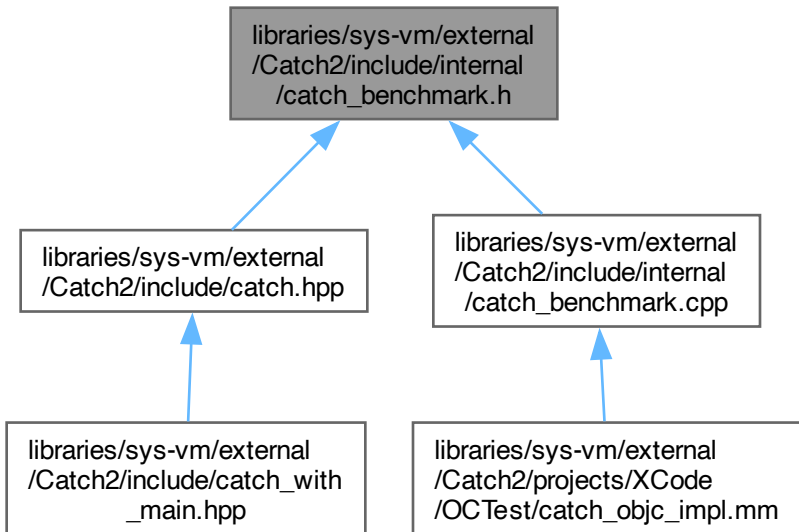 libraries/sys-vm/external
/Catch2/include/internal
/catch_benchmark.h
libraries/sys-vm/external
/Catch2/include/catch.hpp
libraries/sys-vm/external
/Catch2/include/internal
/catch_benchmark.cpp
libraries/sys-vm/external
/Catch2/include/catch_with
_main.hpp
libraries/sys-vm/external
/Catch2/projects/XCode
/OCTest/catch_objc_impl.mm